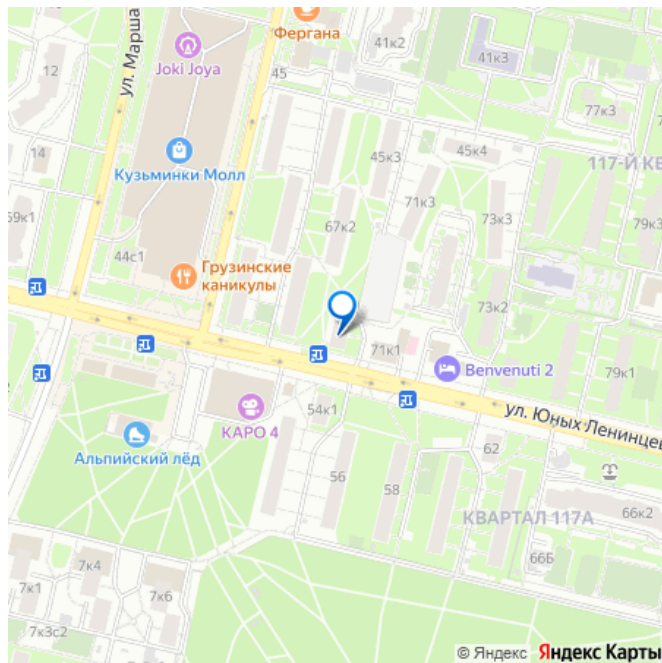 Фергана
41к2
41к3
ул. Марша
Joki Joya
12
45
77к3
14
Кузьминки Молл
45к3
45к4
117-Й КЕ
71к3
73к3
79к3
69к1
67к2
44с1
Грузинские
каникулы
73к2
71к1
Benvenuti 2
79к1
КАРО 4
54к1
ул. Юных Ленинцев
Альпийский лёд
62
56
58
66к2
КВАРТАЛ 117А
66Б
7к4
7к1
7к6
7к3с2
© Яндекс Яндекс Карты